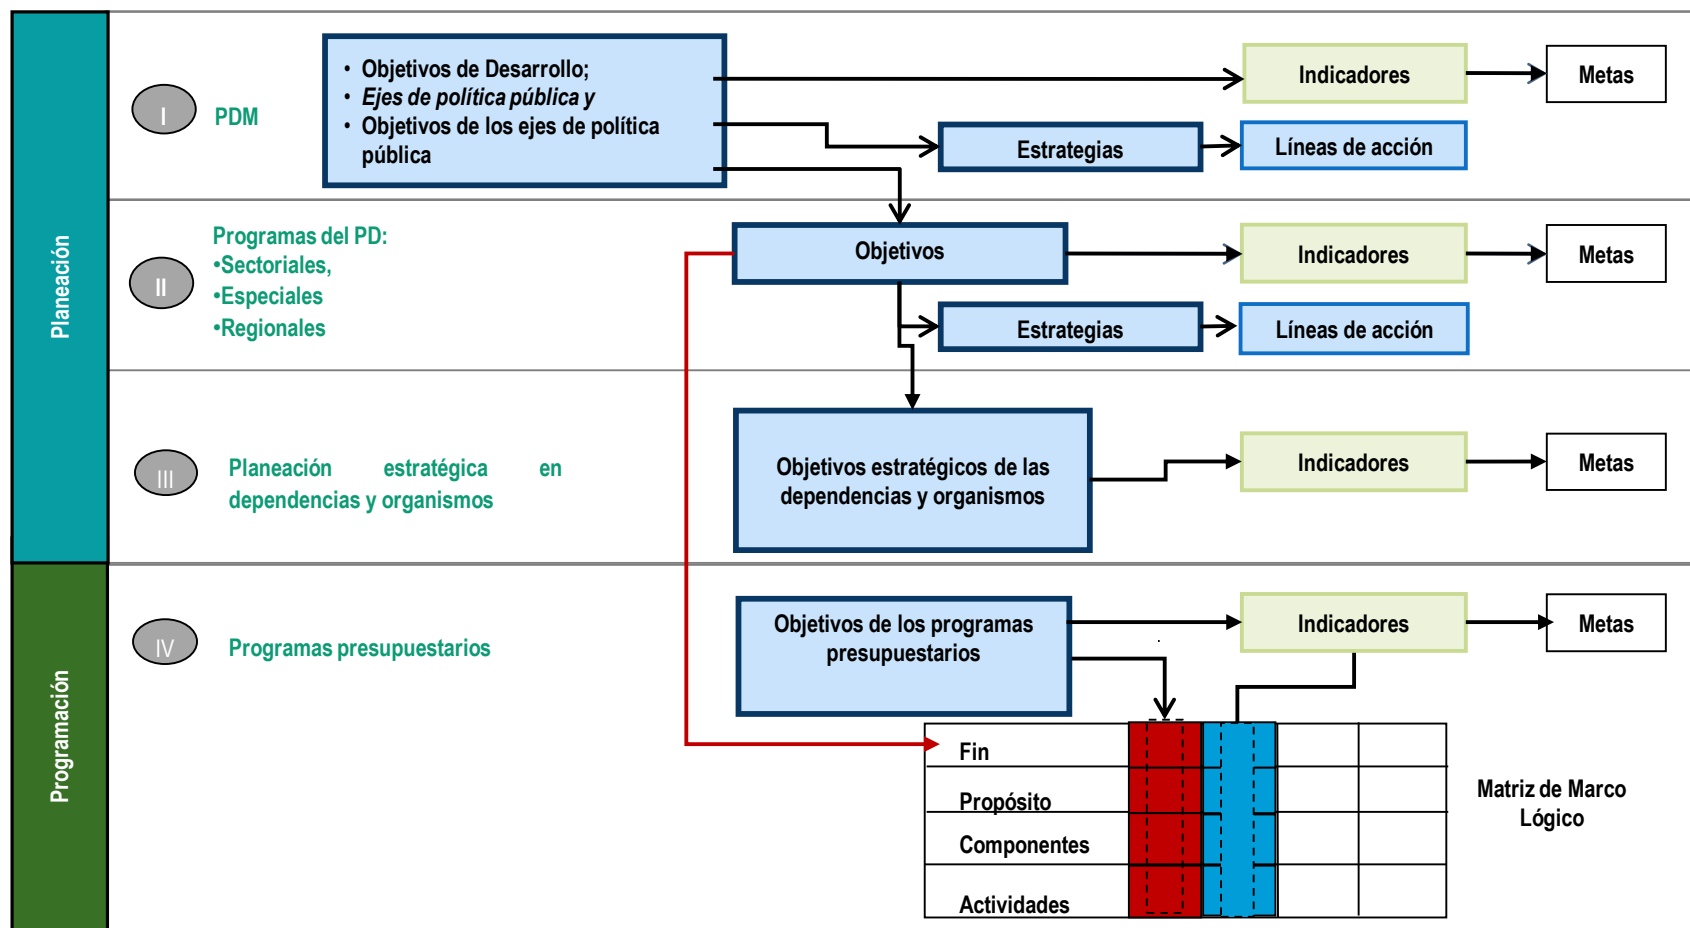 Planeación
I
PDM
• Objetivos de Desarrollo;
• Ejes de política pública y
• Objetivos de los ejes de política
pública
Indicadores
Metas
Estrategias
Líneas de acción
II
Programas del PD:
•Sectoriales,
•Especiales
•Regionales
Objetivos
Indicadores
Metas
Estrategias
Líneas de acción
III
Planeación estratégica en
dependencias y organismos
Objetivos estratégicos de las
dependencias y organismos
Indicadores
Metas
Programación
IV
Programas presupuestarios
Objetivos de los programas
presupuestarios
Indicadores
Metas
Fin
Propósito
Componentes
Actividades
Matriz de Marco
Lógico